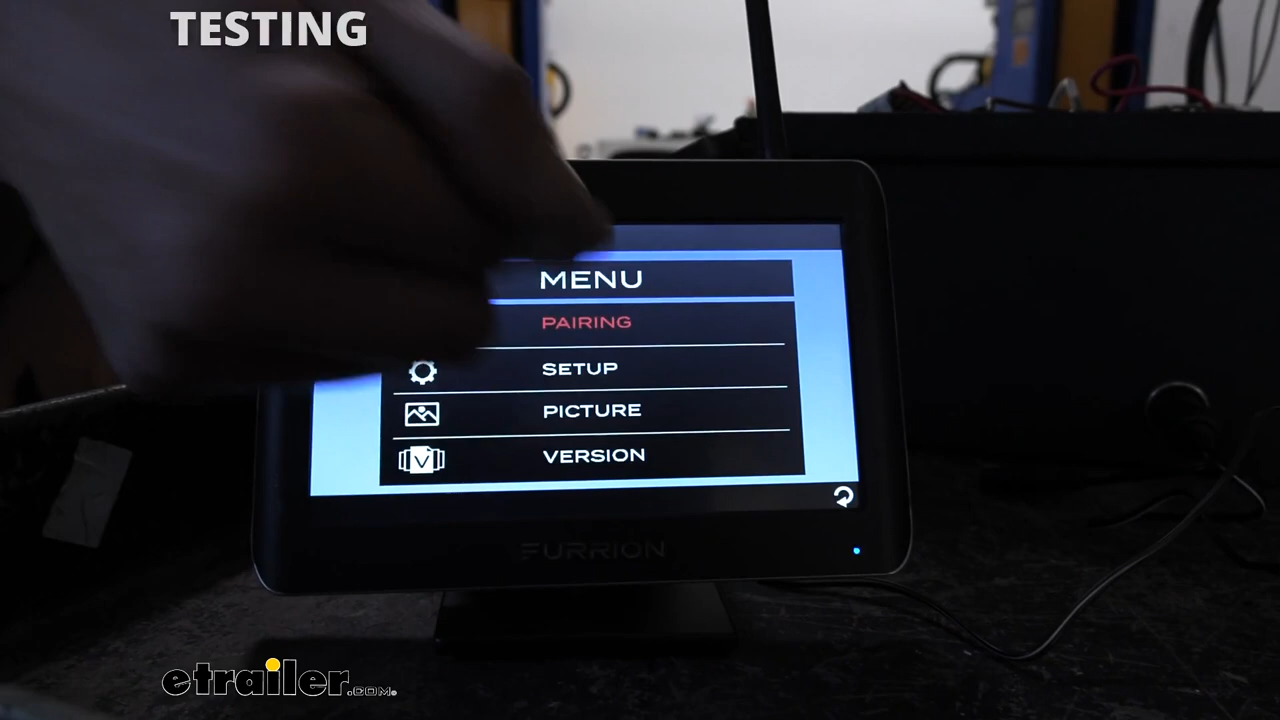 TESTING
MENU
PAIRING
SETUP
PICTURE
V VERSION
FURRION
etrailer.COM